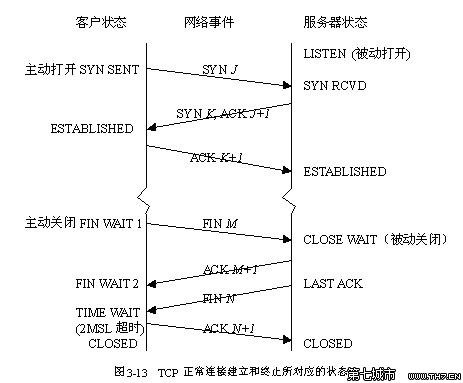 客户状态 网络事件 服务器状态
LISTEN (被动打开)
主动打开 SYN SENT SYN J
SYN RCVD
SYN K, ACK J+1
ESTABLISHED
ACK K+1
ESTABLISHED
主动关闭 FIN WAIT 1 FIN M
CLOSE WAIT（被动关闭）
ACK M+1
FIN WAIT 2 LAST ACK
FIN N
TIME WAIT
(2MSL 超时) ACK N+1
CLOSED CLOSED
图3-13 TCP 正常连接建立和终止所对应的状态
第七城市 WWW.TH7.CN